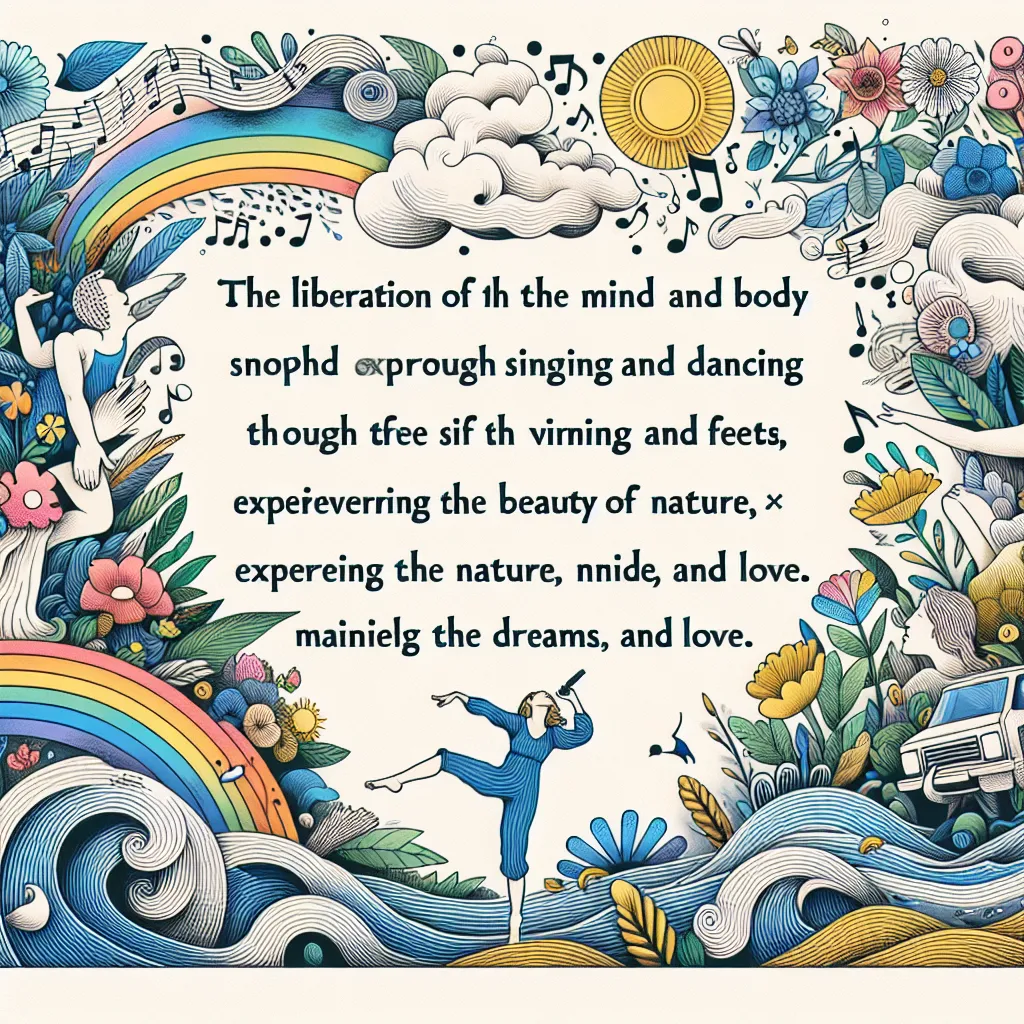 The liberation of th the mind and body
snophd exprough singing and dancing
though tfee sif th virning and feets,
expeieverring the beauty of nature, ×
expereing the nature, nnide, and love.
mainielg the dreams, and love.